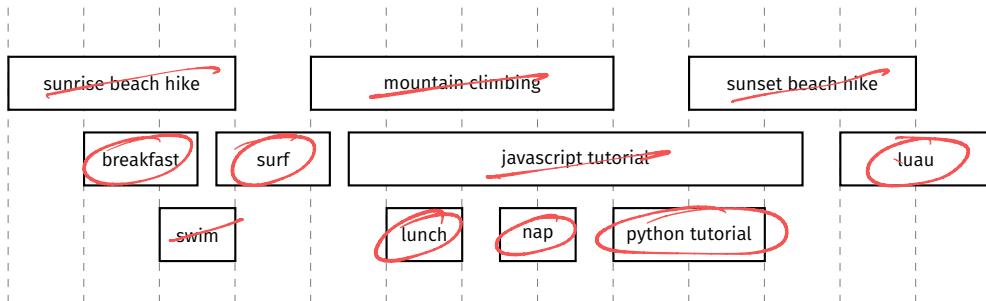 sunrise beach hike
mountain climbing
sunset beach hike
breakfast
surf
javascript tutorial
luau
swim
lunch
nap
python tutorial